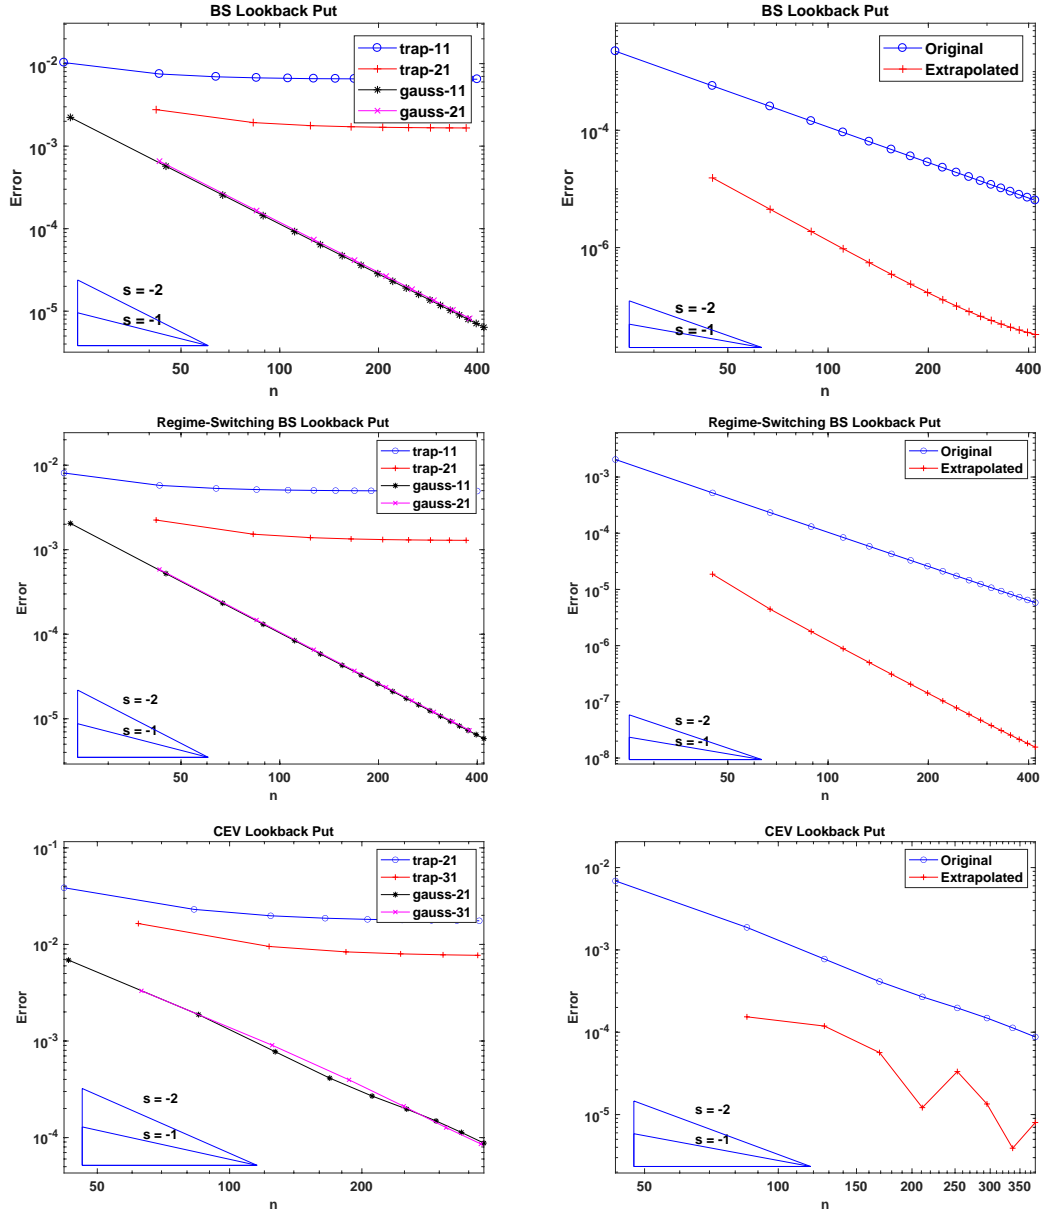 BS Lookback Put
10^-2
10^-3
10^-4
10^-5
Error
trap-11
trap-21
gauss-11
gauss-21
s = -2
s = -1
50
100
200
400
n
BS Lookback Put
10^-4
10^-6
Error
Original
Extrapolated
s = -2
s = -1
50
100
200
400
n
Regime-Switching BS Lookback Put
10^-2
10^-3
10^-4
10^-5
Error
trap-11
trap-21
gauss-11
gauss-21
s = -2
s = -1
50
100
200
400
n
Regime-Switching BS Lookback Put
10^-3
10^-4
10^-5
10^-6
10^-7
10^-8
Error
Original
Extrapolated
s = -2
s = -1
50
100
200
400
n
CEV Lookback Put
10^-1
10^-2
10^-3
10^-4
Error
trap-21
trap-31
gauss-21
gauss-31
s = -2
s = -1
50
100
200
n
CEV Lookback Put
10^-2
10^-3
10^-4
10^-5
Error
Original
Extrapolated
s = -2
s = -1
50
100
150
200
250
300
350
n